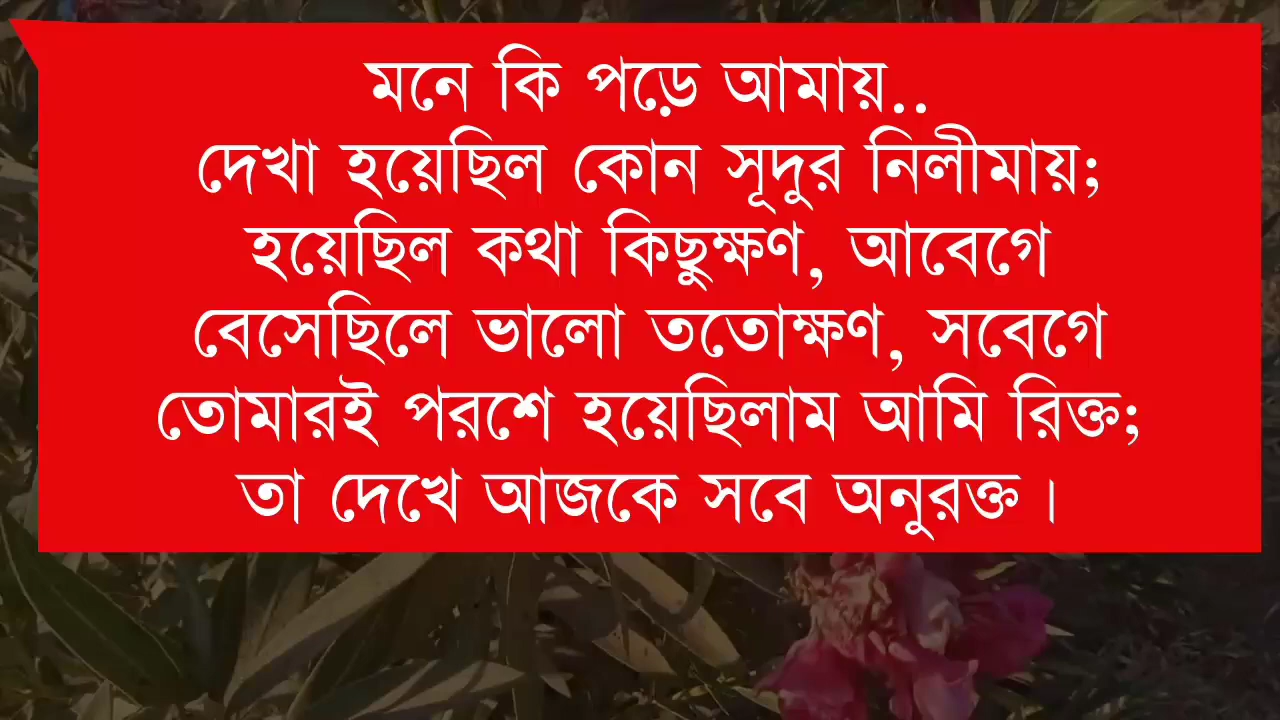 মনে কি পড়ে আমায়..
দেখা হয়েছিল কোন সূদুর নিলীমায়;
হয়েছিল কথা কিছুক্ষণ, আবেগে
বেসেছিলে ভালো ততোক্ষণ, সবেগে
তোমারই পরশে হয়েছিলাম আমি রিক্ত;
তা দেখে আজকে সবে অনুরক্ত।